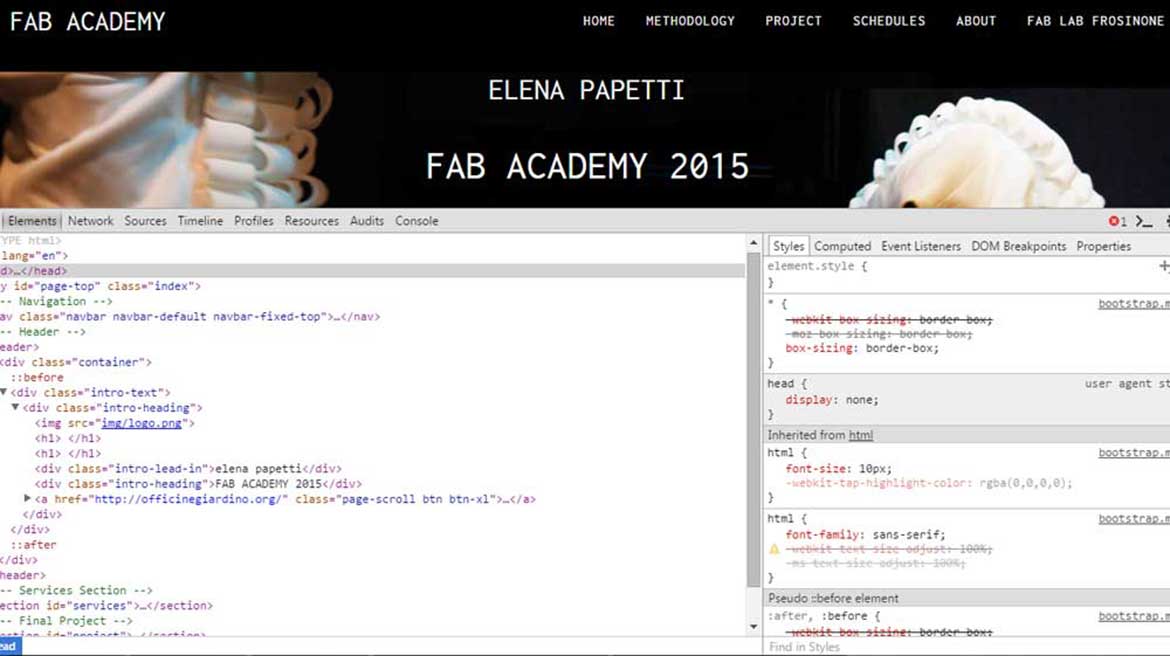 FAB ACADEMY
HOME METHODOLOGY PROJECT SCHEDULES ABOUT FAB LAB FROSINONE
ELENA PAPETTI
FAB ACADEMY 2015
Elements Network Sources Timeline Profiles Resources Audits Console
1
TYPE html>
lang="en">
d>…</head>
y id="page-top" class="index">
-- Navigation -->
av class="navbar navbar-default navbar-fixed-top">…</nav>
-- Header -->
eader>
<div class="container">
::before
<div class="intro-text">
<div class="intro-heading">
<img src="img/logo.png">
<h1> </h1>
<h1> </h1>
<div class="intro-lead-in">elena papetti</div>
<div class="intro-heading">FAB ACADEMY 2015</div>
<a href="http://officinegiardino.org/" class="page-scroll btn btn-xl">…</a>
</div>
</div>
::after
</div>
header>
-- Services Section -->
ection id="services">…</section>
-- Final Project -->
ection id="project">…</section>
ead
Styles Computed Event Listeners DOM Breakpoints Properties
element.style {
}
* { bootstrap.m
-webkit-box-sizing: border-box;
-moz-box-sizing: border-box;
box-sizing: border-box;
}
head { user agent st
display: none;
}
Inherited from html
html { bootstrap.m
font-size: 10px;
-webkit-tap-highlight-color: rgba(0,0,0,0);
}
html { bootstrap.m
font-family: sans-serif;
-webkit-text-size-adjust: 100%;
-ms-text-size-adjust: 100%;
}
Pseudo ::before element
:after, :before { bootstrap.m
-webkit-box-sizing: border-box;
Find in Styles